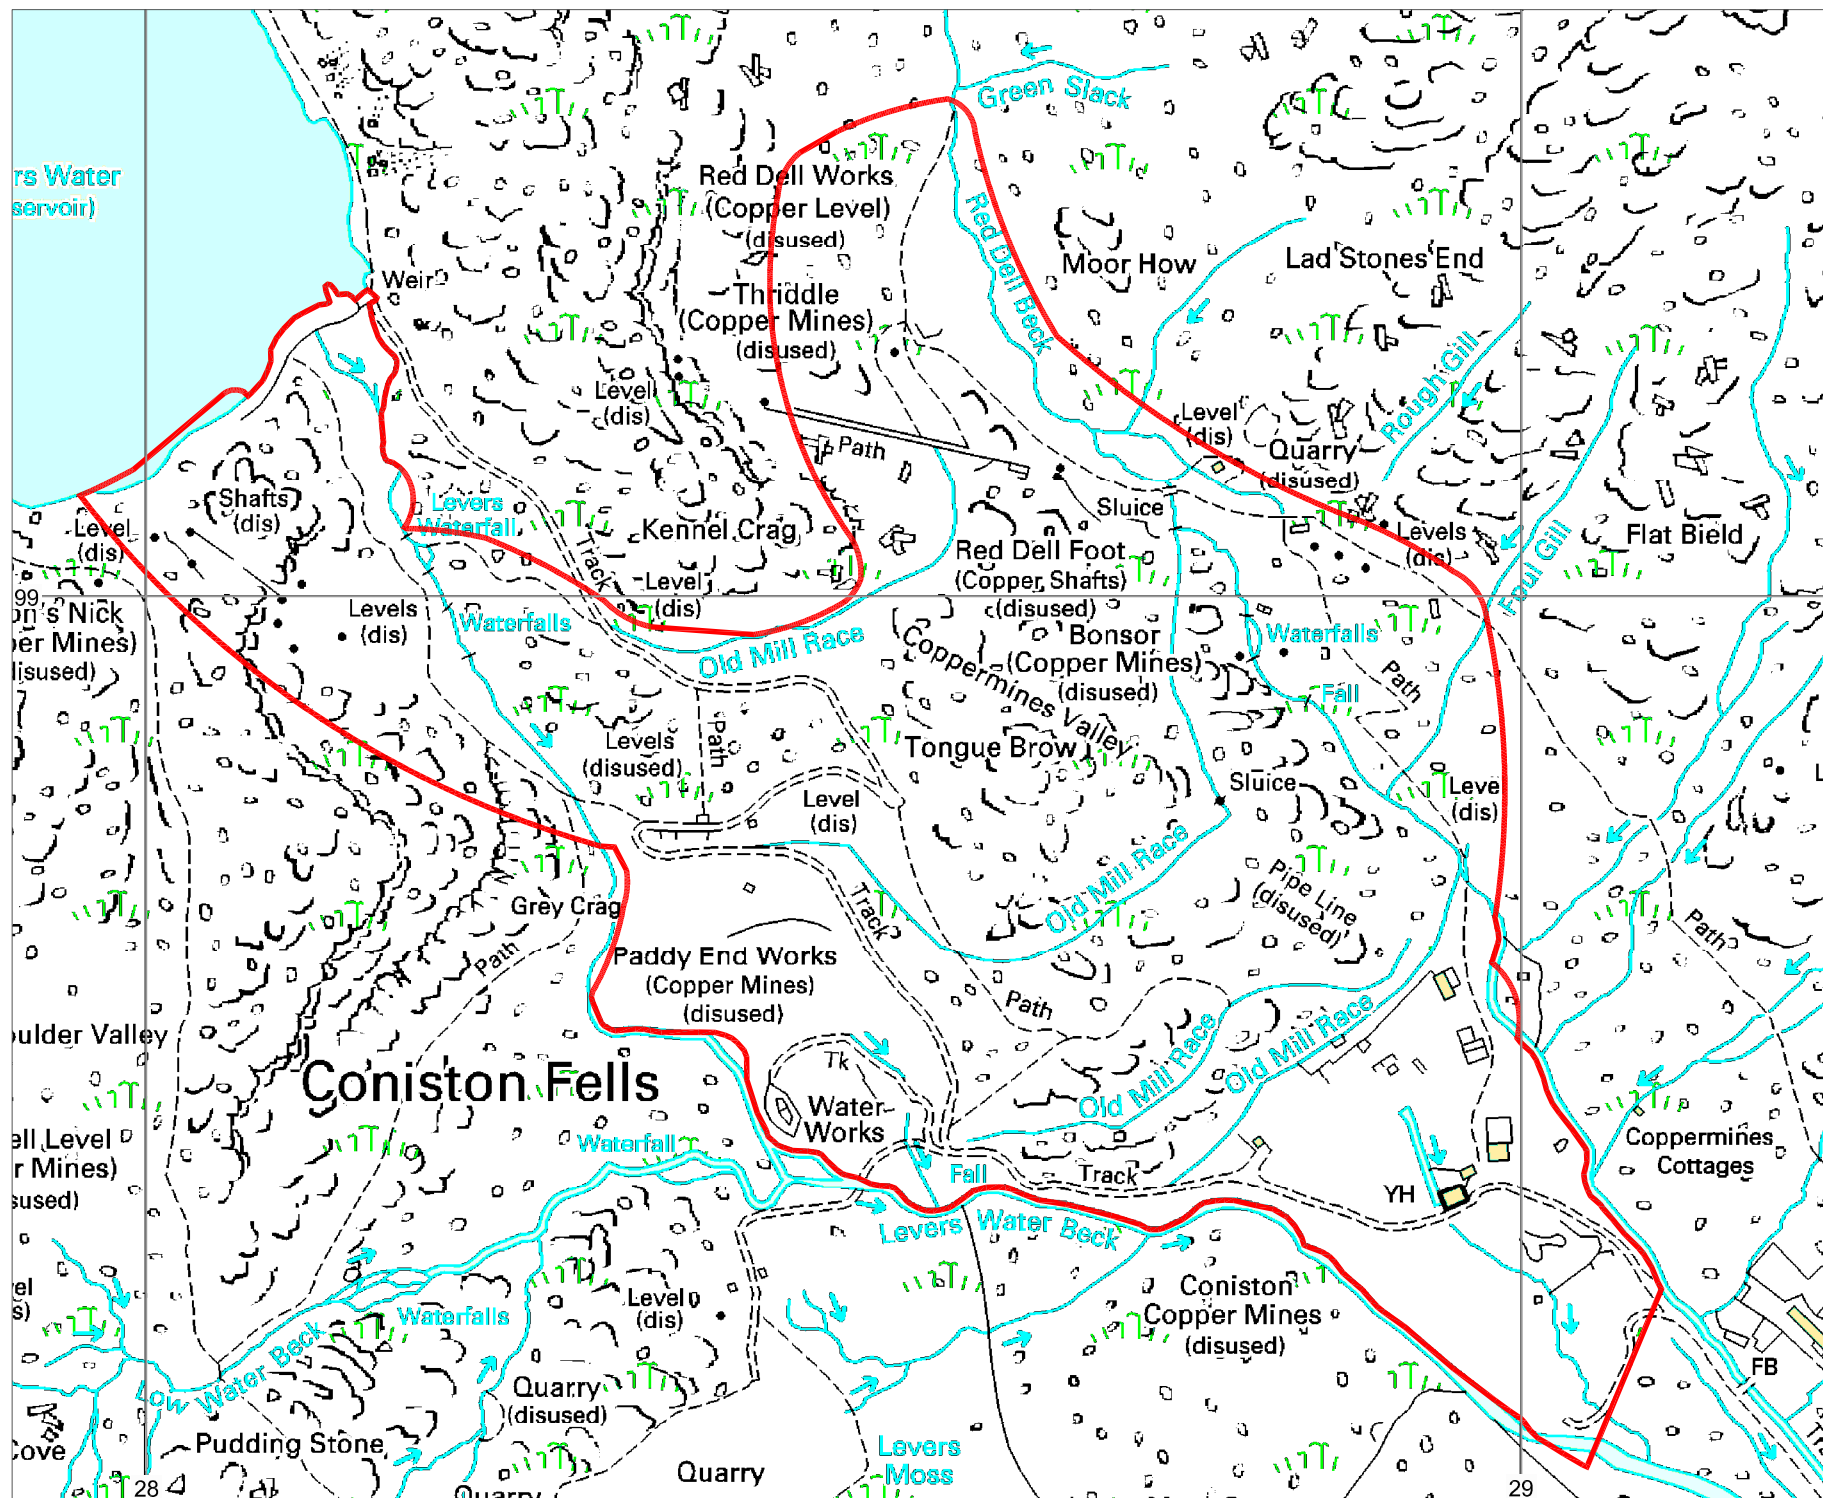 Green Slack
rs Water
servoir)
Red Dell Works
(Copper Level)
(disused)
Red Dell Beck
Moor How
Lad Stones End
Weir
Thriddle
(Copper Mines)
(disused)
Rough Gill
Level
(dis)
Level
(dis)
Path
Quarry
(disused)
Shafts
(dis)
Levers
Waterfall
Kennel Crag
Sluice
Level
(dis)
Track
Red Dell Foot
(Copper Shafts)
(disused)
Levels
(dis)
Foul Gill
Flat Bield
Level
(dis)
99
on's Nick
per Mines)
disused)
Levels
(dis)
Waterfalls
Old Mill Race
Coppermines Valley
Bonsor
(Copper Mines)
(disused)
Waterfalls
Fall
Path
Levels
(disused)
Path
Tongue Brow
Sluice
Level
(dis)
Leve
(dis)
Old Mill Race
Pipe Line
(disused)
Grey Crag
Track
Path
Path
Paddy End Works
(Copper Mines)
(disused)
Path
oulder Valley
Coniston Fells
Tk
Water
Works
Old Mill Race
Old Mill Race
ell Level
r Mines)
sused)
Waterfall
Fall
Track
YH
Coppermines
Cottages
Levers Water Beck
vel
s)
Waterfalls
Level
(dis)
Coniston
Copper Mines
(disused)
Low Water Beck
FB
Quarry
(disused)
Cove
Pudding Stone
Quarry
Levers
Moss
28
Quarry
29